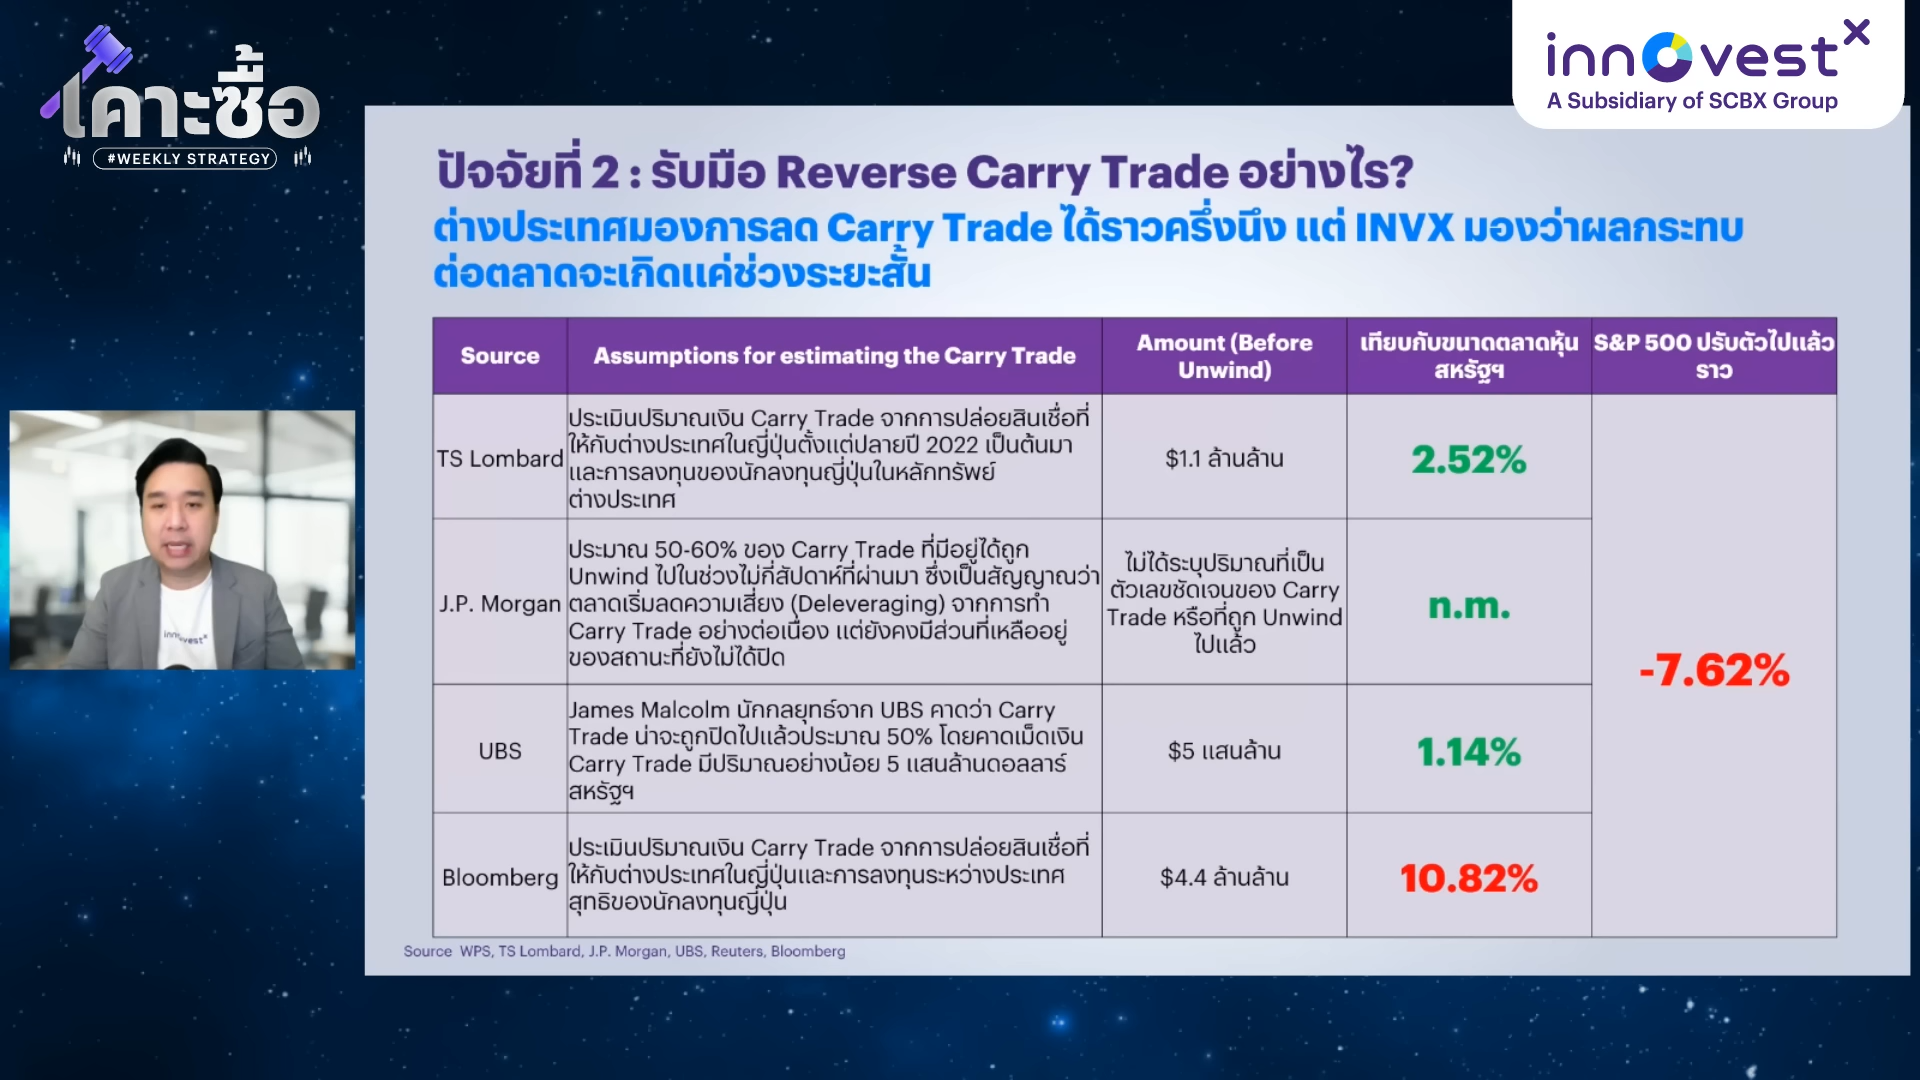 เคาะซื้อ
#WEEKLY STRATEGY
innovestx
A Subsidiary of SCBX Group
ปัจจัยที่ 2 : รับมือ Reverse Carry Trade อย่างไร?
ต่างประเทศมองการลด Carry Trade ได้ราวครึ่งนึง แต่ INVX มองว่าผลกระทบ
ต่อตลาดจะเกิดแค่ช่วงระยะสั้น
Source
Assumptions for estimating the Carry Trade
Amount (Before
Unwind)
เทียบกับขนาดตลาดหุ้น
สหรัฐฯ
S&P 500 ปรับตัวไปแล้ว
ราว
TS Lombard
ประเมินปริมาณเงิน Carry Trade จากการปล่อยสินเชื่อที่
ให้กับต่างประเทศในญี่ปุ่นตั้งแต่ปลายปี 2022 เป็นต้นมา
และการลงทุนของนักลงทุนญี่ปุ่นในหลักทรัพย์
ต่างประเทศ
$1.1 ล้านล้าน
2.52%
J.P. Morgan
ประมาณ 50-60% ของ Carry Trade ที่มีอยู่ได้ถูก
Unwind ไปในช่วงไม่กี่สัปดาห์ที่ผ่านมา ซึ่งเป็นสัญญาณว่า
ตลาดเริ่มลดความเสี่ยง (Deleveraging) จากการทำ
Carry Trade อย่างต่อเนื่อง แต่ยังคงมีส่วนที่เหลืออยู่
ของสถานะที่ยังไม่ได้ปิด
ไม่ได้ระบุปริมาณที่เป็น
ตัวเลขชัดเจนของ Carry
Trade หรือที่ถูก Unwind
ไปแล้ว
n.m.
-7.62%
UBS
James Malcolm นักกลยุทธ์จาก UBS คาดว่า Carry
Trade น่าจะถูกปิดไปแล้วประมาณ 50% โดยคาดเม็ดเงิน
Carry Trade มีปริมาณอย่างน้อย 5 แสนล้านดอลลาร์
สหรัฐฯ
$5 แสนล้าน
1.14%
Bloomberg
ประเมินปริมาณเงิน Carry Trade จากการปล่อยสินเชื่อที่
ให้กับต่างประเทศในญี่ปุ่นและการลงทุนระหว่างประเทศ
สุทธิของนักลงทุนญี่ปุ่น
$4.4 ล้านล้าน
10.82%
Source WPS, TS Lombard, J.P. Morgan, UBS, Reuters, Bloomberg
innovestx